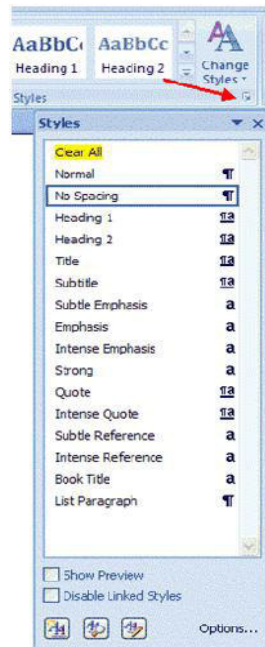 AaBbC AaBbCc
Heading 1 Heading 2 Change Styles
Styles
Styles
Clear All
Normal ¶
No Spacing ¶
Heading 1 ¶a
Heading 2 ¶a
Title ¶a
Subtitle ¶a
Subtle Emphasis a
Emphasis a
Intense Emphasis a
Strong a
Quote ¶a
Intense Quote ¶a
Subtle Reference a
Intense Reference a
Book Title a
List Paragraph ¶
Show Preview
Disable Linked Styles
Options...